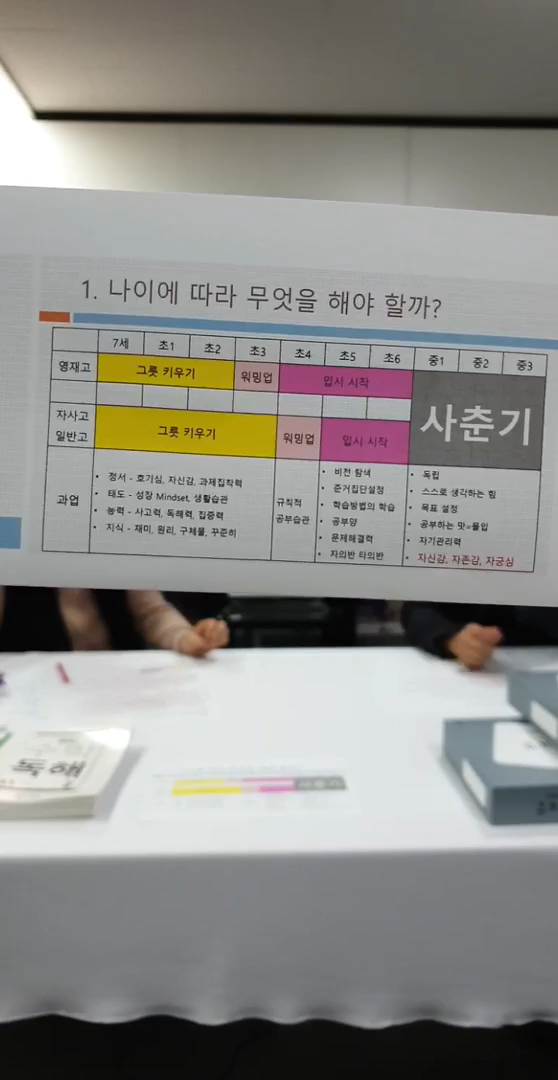 1. 나이에 따라 무엇을 해야 할까?
7세 초1 초2 초3 초4 초5 초6 중1 중2 중3
영재고 그릇 키우기 워밍업 입시 시작
사춘기
자사고
일반고
그릇 키우기 워밍업 입시 시작
과업
• 정서 - 호기심, 자신감, 과제집착력
• 태도 - 성장 Mindset, 생활습관
• 능력 - 사고력, 독해력, 집중력
• 지식 - 재미, 원리, 구체물, 꾸준히
규칙적
공부습관
• 비전 탐색
• 준거집단설정
• 학습방법의 학습
• 공부양
• 문제해결력
• 자의반 타의반
• 독립
• 스스로 생각하는 힘
• 목표 설정
• 공부하는 맛=몰입
• 자기관리력
• 자신감, 자존감, 자긍심
독해